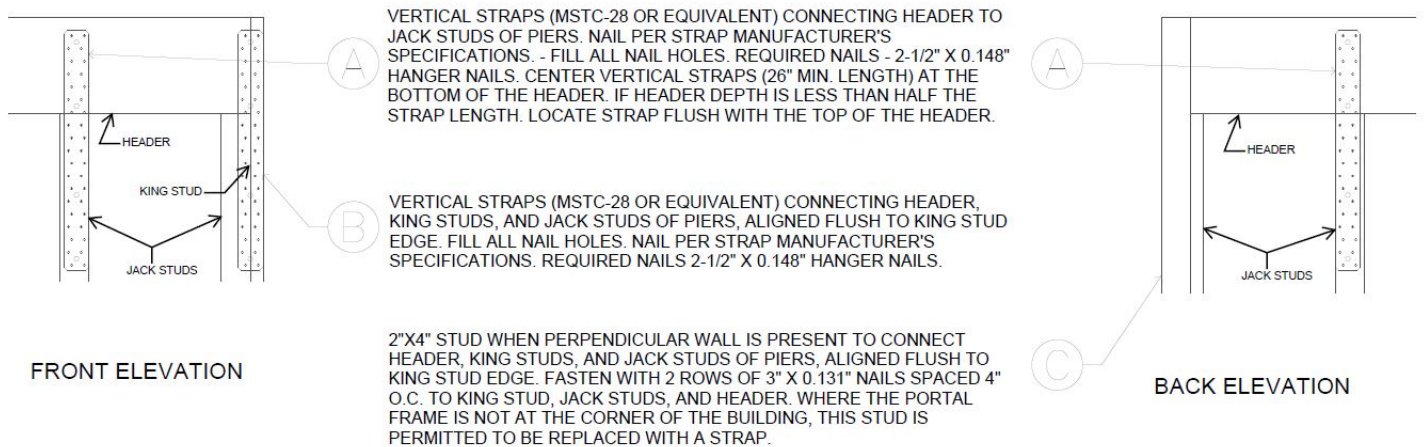 VERTICAL STRAPS (MSTC-28 OR EQUIVALENT) CONNECTING HEADER TO
JACK STUDS OF PIERS. NAIL PER STRAP MANUFACTURER'S
SPECIFICATIONS. - FILL ALL NAIL HOLES. REQUIRED NAILS - 2-1/2" X 0.148"
HANGER NAILS. CENTER VERTICAL STRAPS (26" MIN. LENGTH) AT THE
BOTTOM OF THE HEADER. IF HEADER DEPTH IS LESS THAN HALF THE
STRAP LENGTH. LOCATE STRAP FLUSH WITH THE TOP OF THE HEADER.
A
A
HEADER
KING STUD
JACK STUDS
HEADER
JACK STUDS
B
VERTICAL STRAPS (MSTC-28 OR EQUIVALENT) CONNECTING HEADER,
KING STUDS, AND JACK STUDS OF PIERS, ALIGNED FLUSH TO KING STUD
EDGE. FILL ALL NAIL HOLES. NAIL PER STRAP MANUFACTURER'S
SPECIFICATIONS. REQUIRED NAILS 2-1/2" X 0.148" HANGER NAILS.
2"X4" STUD WHEN PERPENDICULAR WALL IS PRESENT TO CONNECT
HEADER, KING STUDS, AND JACK STUDS OF PIERS, ALIGNED FLUSH TO
KING STUD EDGE. FASTEN WITH 2 ROWS OF 3" X 0.131" NAILS SPACED 4"
O.C. TO KING STUD, JACK STUDS, AND HEADER. WHERE THE PORTAL
FRAME IS NOT AT THE CORNER OF THE BUILDING, THIS STUD IS
PERMITTED TO BE REPLACED WITH A STRAP.
C
FRONT ELEVATION
BACK ELEVATION